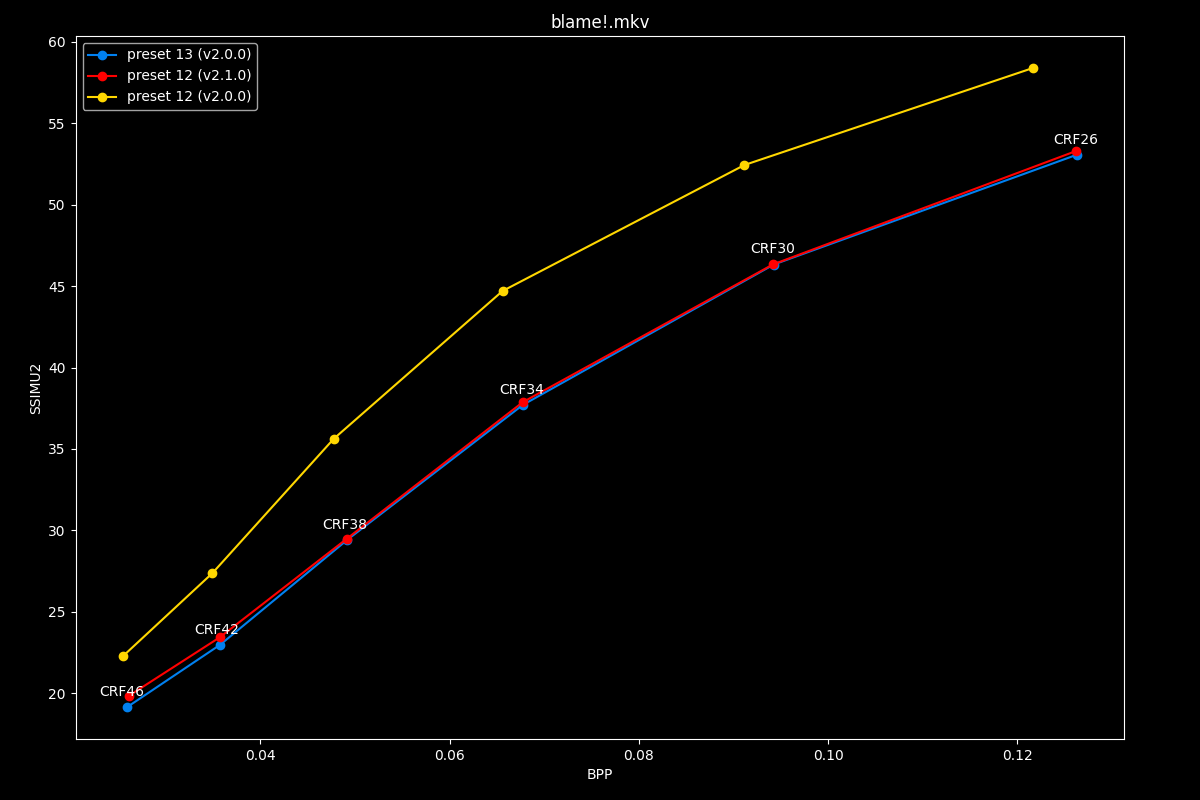 blame!.mkv
preset 13 (v2.0.0)
preset 12 (v2.1.0)
preset 12 (v2.0.0)
60
55
50
45
40
35
30
25
20
SSIMU2
CRF26
CRF30
CRF34
CRF38
CRF42
CRF46
0.04 0.06 0.08 0.10 0.12
BPP